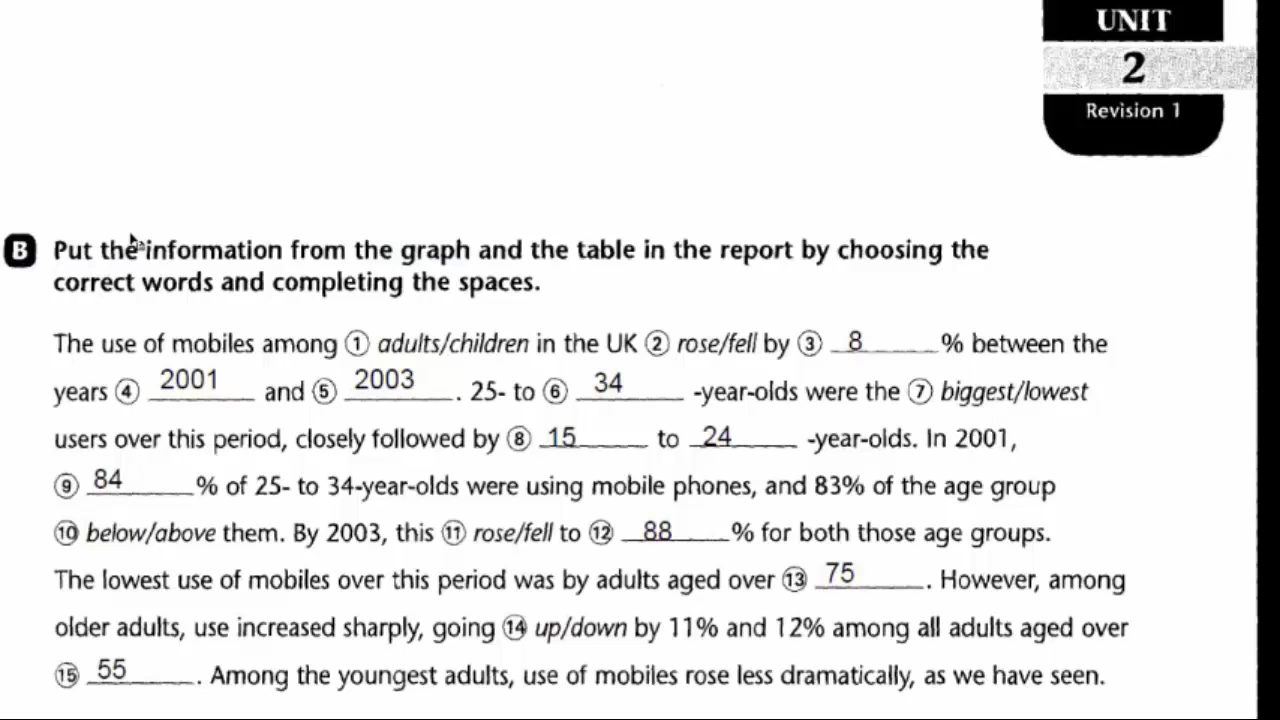 UNIT
2
Revision 1
B Put the information from the graph and the table in the report by choosing the
correct words and completing the spaces.
The use of mobiles among ① adults/children in the UK ② rose/fell by ③ 8 % between the
years ④ 2001 and ⑤ 2003 . 25- to ⑥ 34 -year-olds were the ⑦ biggest/lowest
users over this period, closely followed by ⑧ 15 to 24 -year-olds. In 2001,
⑨ 84 % of 25- to 34-year-olds were using mobile phones, and 83% of the age group
⑩ below/above them. By 2003, this ⑪ rose/fell to ⑫ 88 % for both those age groups.
The lowest use of mobiles over this period was by adults aged over ⑬ 75 . However, among
older adults, use increased sharply, going ⑭ up/down by 11% and 12% among all adults aged over
⑮ 55 . Among the youngest adults, use of mobiles rose less dramatically, as we have seen.